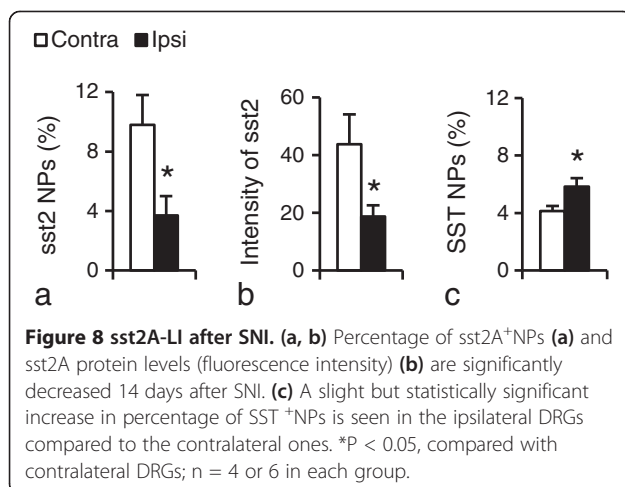 Contra Ipsi
12
8
4
0
sst2 NPs (%)
*
a
60
40
20
0
Intensity of sst2
*
b
12
8
4
0
SST NPs (%)
*
c
Figure 8 sst2A-LI after SNI. (a, b) Percentage of sst2A⁺NPs (a) and
sst2A protein levels (fluorescence intensity) (b) are significantly
decreased 14 days after SNI. (c) A slight but statistically significant
increase in percentage of SST ⁺NPs is seen in the ipsilateral DRGs
compared to the contralateral ones. *P < 0.05, compared with
contralateral DRGs; n = 4 or 6 in each group.